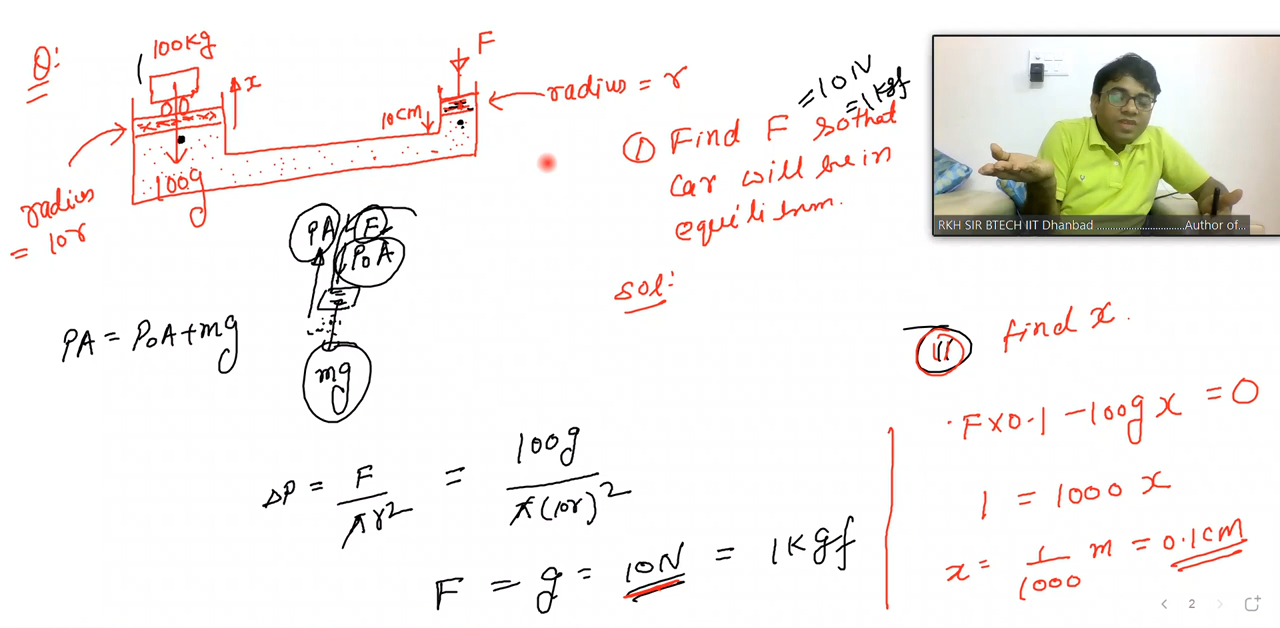 Q:
100kg
x
F
10cm
radius = r
100g
radius
= 10r
= 10N
= 1kgf
① Find F so that
car will be in
equilibrium.
PA
F
P₀A
mg
PA = P₀A + mg
sol:
ΔP = F/πr² = 100g/π(10r)²
F = g = 10N = 1Kgf
(ii) find x.
F×0.1 - 100g x = 0
1 = 1000 x
x = 1/1000 m = 0.1cm
RKH SIR BTECH IIT Dhanbad ................................Author of...
2